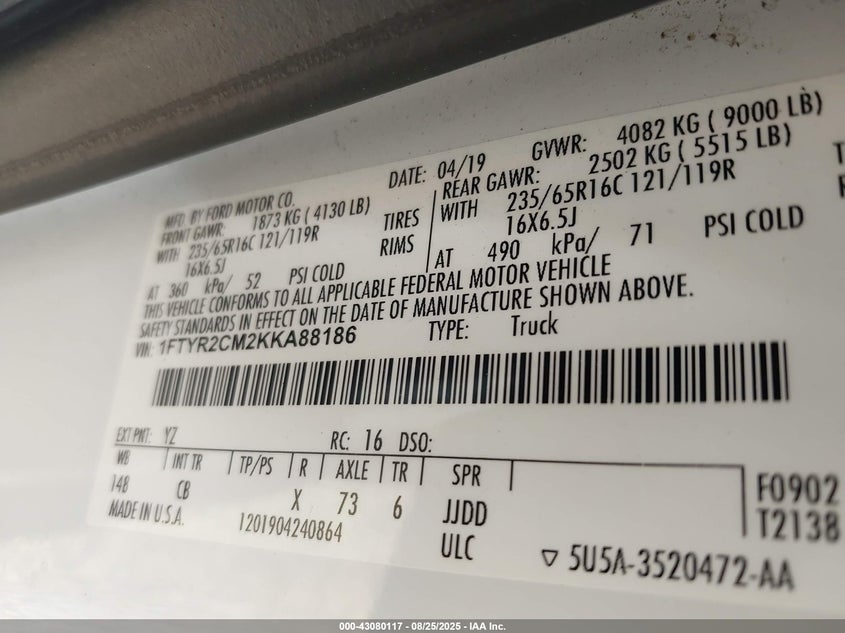 MFD. BY FORD MOTOR CO. DATE: 04/19 GVWR: 4082 KG ( 9000 LB)
FRONT GAWR: 1873 KG ( 4130 LB) REAR GAWR: 2502 KG ( 5515 LB)
WITH 235/65R16C 121/119R TIRES WITH 235/65R16C 121/119R
16X6.5J RIMS 16X6.5J
AT 360 kPa/ 52 PSI COLD AT 490 kPa/ 71 PSI COLD
THIS VEHICLE CONFORMS TO ALL APPLICABLE FEDERAL MOTOR VEHICLE
SAFETY STANDARDS IN EFFECT ON THE DATE OF MANUFACTURE SHOWN ABOVE.
VIN: 1FTYR2CM2KKA88186 TYPE: Truck
EXT PNT: YZ RC: 16 DSO:
WB INT TR TP/PS R AXLE TR SPR
148 CB X 73 6 JJDD
MADE IN U.S.A. 1201904240864 ULC
F0902
T2138
5U5A-3520472-AA
000-43080117 - 08/25/2025 - IAA Inc.